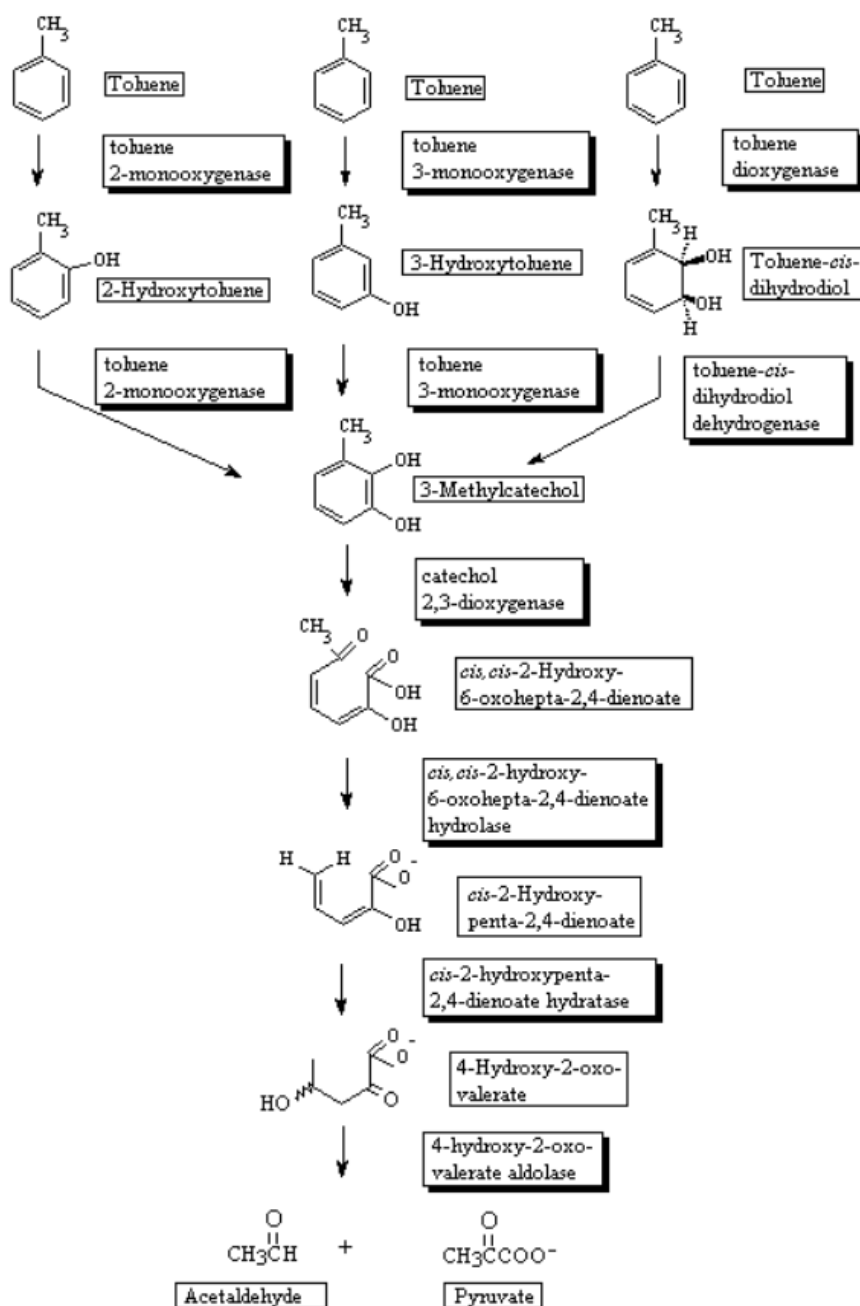 CH3
CH3
CH3
Toluene
Toluene
Toluene
toluene
2-monooxygenase
toluene
3-monooxygenase
toluene
dioxygenase
CH3
OH
2-Hydroxytoluene
CH3
OH
3-Hydroxytoluene
CH3
H
OH
OH
H
Toluene-cis-
dihydrodiol
toluene
2-monooxygenase
toluene
3-monooxygenase
toluene-cis-
dihydrodiol
dehydrogenase
CH3
OH
OH
3-Methylcatechol
catechol
2,3-dioxygenase
CH3
O
O
OH
OH
cis,cis-2-Hydroxy-
6-oxohepta-2,4-dienoate
cis,cis-2-hydroxy-
6-oxohepta-2,4-dienoate
hydrolase
H
H
O
O-
OH
cis-2-Hydroxy-
penta-2,4-dienoate
cis-2-hydroxypenta-
2,4-dienoate hydratase
O
O-
HO
O
4-Hydroxy-2-oxo-
valerate
4-hydroxy-2-oxo-
valerate aldolase
O
CH3CH
+
O
CH3CCOO-
Acetaldehyde
Pyruvate